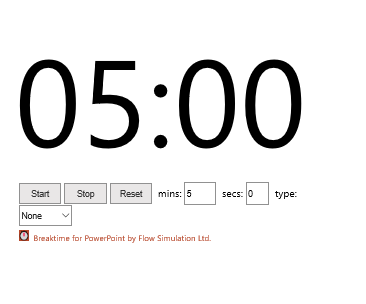 05:00
Start Stop Reset mins: 5 secs: 0 type:
None
Breaktime for PowerPoint by Flow Simulation Ltd.